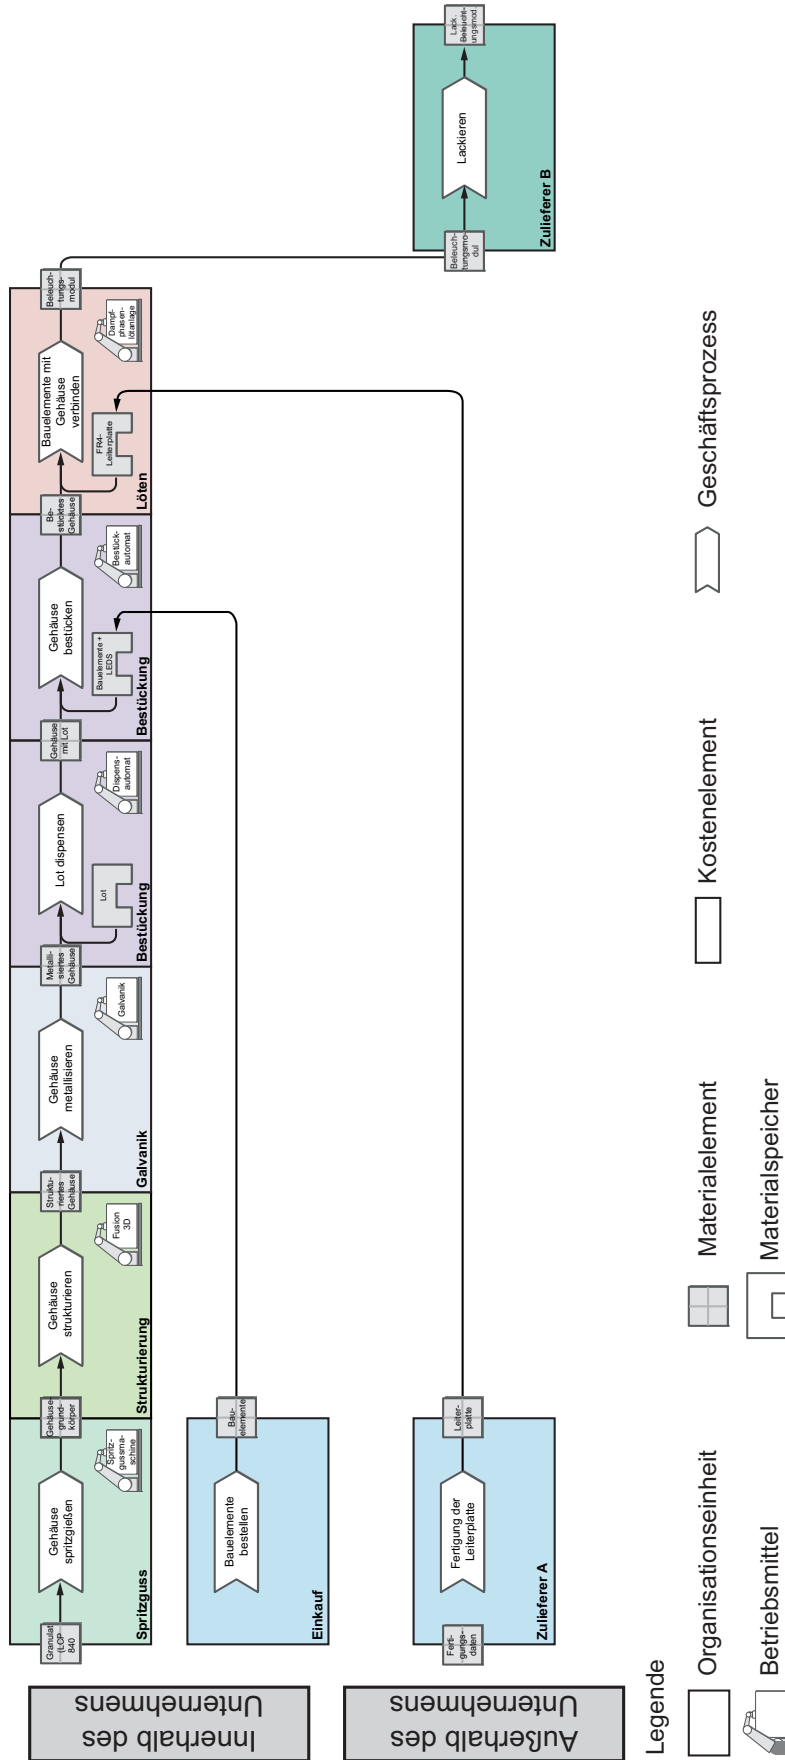 Innerhalb des
Unternehmens
Granulat
(LCP
840
Gehäuse
spritzgießen
Spritz-
gussma-
schine
Spritzguss
Gehäuse-
grund-
körper
Gehäuse
strukturieren
Fusion
3D
Strukturierung
Struktu-
riertes
Gehäuse
Gehäuse
metallisieren
Galvanik
Galvanik
Metalli-
siertes
Gehäuse
Lot dispensen
Lot
Dispens-
automat
Bestückung
Gehäuse
mit Lot
Gehäuse
bestücken
Bauelemente +
LEDS
Bestück-
automat
Bestückung
Be-
stücktes
Gehäuse
Bauelemente mit
Gehäuse
verbinden
FR4-
Leiterplatte
Dampf-
phasen-
lötanlage
Löten
Beleuch-
tungs-
modul
Bauelemente
bestellen
Bau-
elemente
Einkauf
Außerhalb des
Unternehmens
Ferti-
gungs-
daten
Fertigung der
Leiterplatte
Leiter-
platte
Zulieferer A
Beleuch-
tungsmo-
dul
Lackieren
Lack.
Beleucht-
ungsmod.
Zulieferer B
Legende
Organisationseinheit
Materialelement
Kostenelement
Geschäftsprozess
Betriebsmittel
Materialspeicher